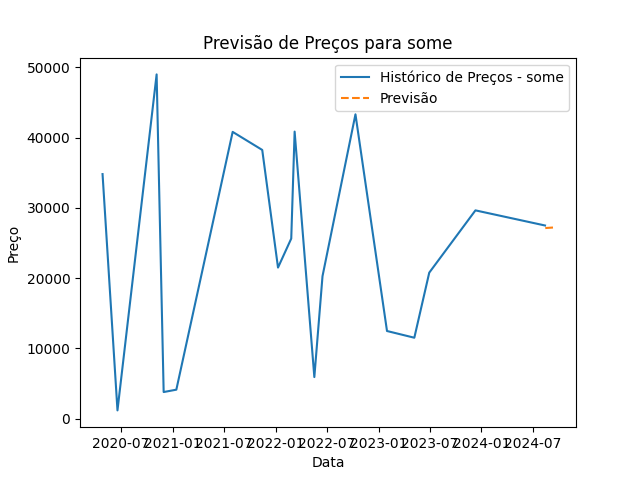 Previsão de Preços para some
Histórico de Preços - some
Previsão
Preço
50000
40000
30000
20000
10000
0
2020-07 2021-01 2021-07 2022-01 2022-07 2023-01 2023-07 2024-01 2024-07
Data